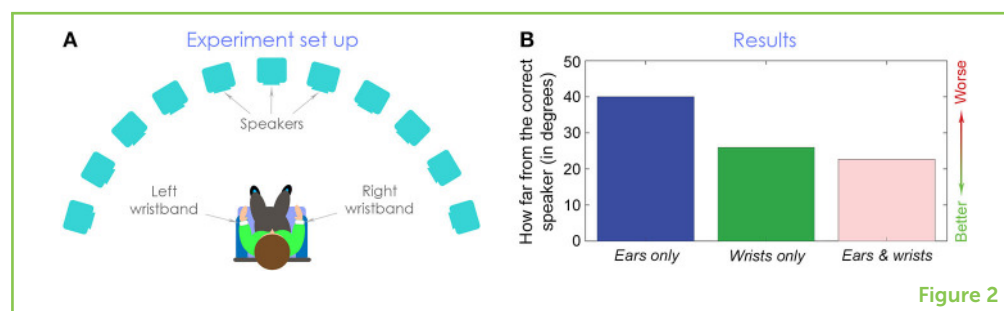 A
Experiment set up
Speakers
Left
wristband
Right
wristband
B
Results
How far from the correct
speaker (in degrees)
50
40
30
20
10
0
Ears only
Wrists only
Ears & wrists
Worse
Better
Figure 2